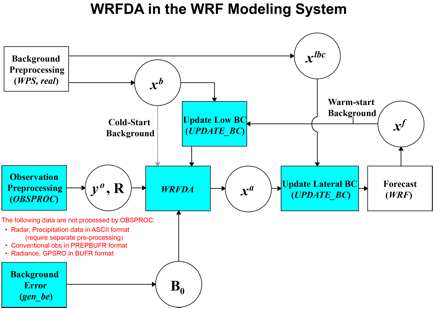 WRFDA in the WRF Modeling System
Background
Preprocessing
(WPS, real)
x^b
x^lbc
Cold-Start
Background
Update Low BC
(UPDATE_BC)
Warm-start
Background
x^f
Observation
Preprocessing
(OBSPROC)
y^o, R
WRFDA
x^a
Update Lateral BC
(UPDATE_BC)
Forecast
(WRF)
The following data are not processed by OBSPROC:
• Radar, Precipitation data in ASCII format
(require separate pre-processing)
• Conventional obs in PREPBUFR format
• Radiance, GPSRO in BUFR format
Background
Error
(gen_be)
B₀